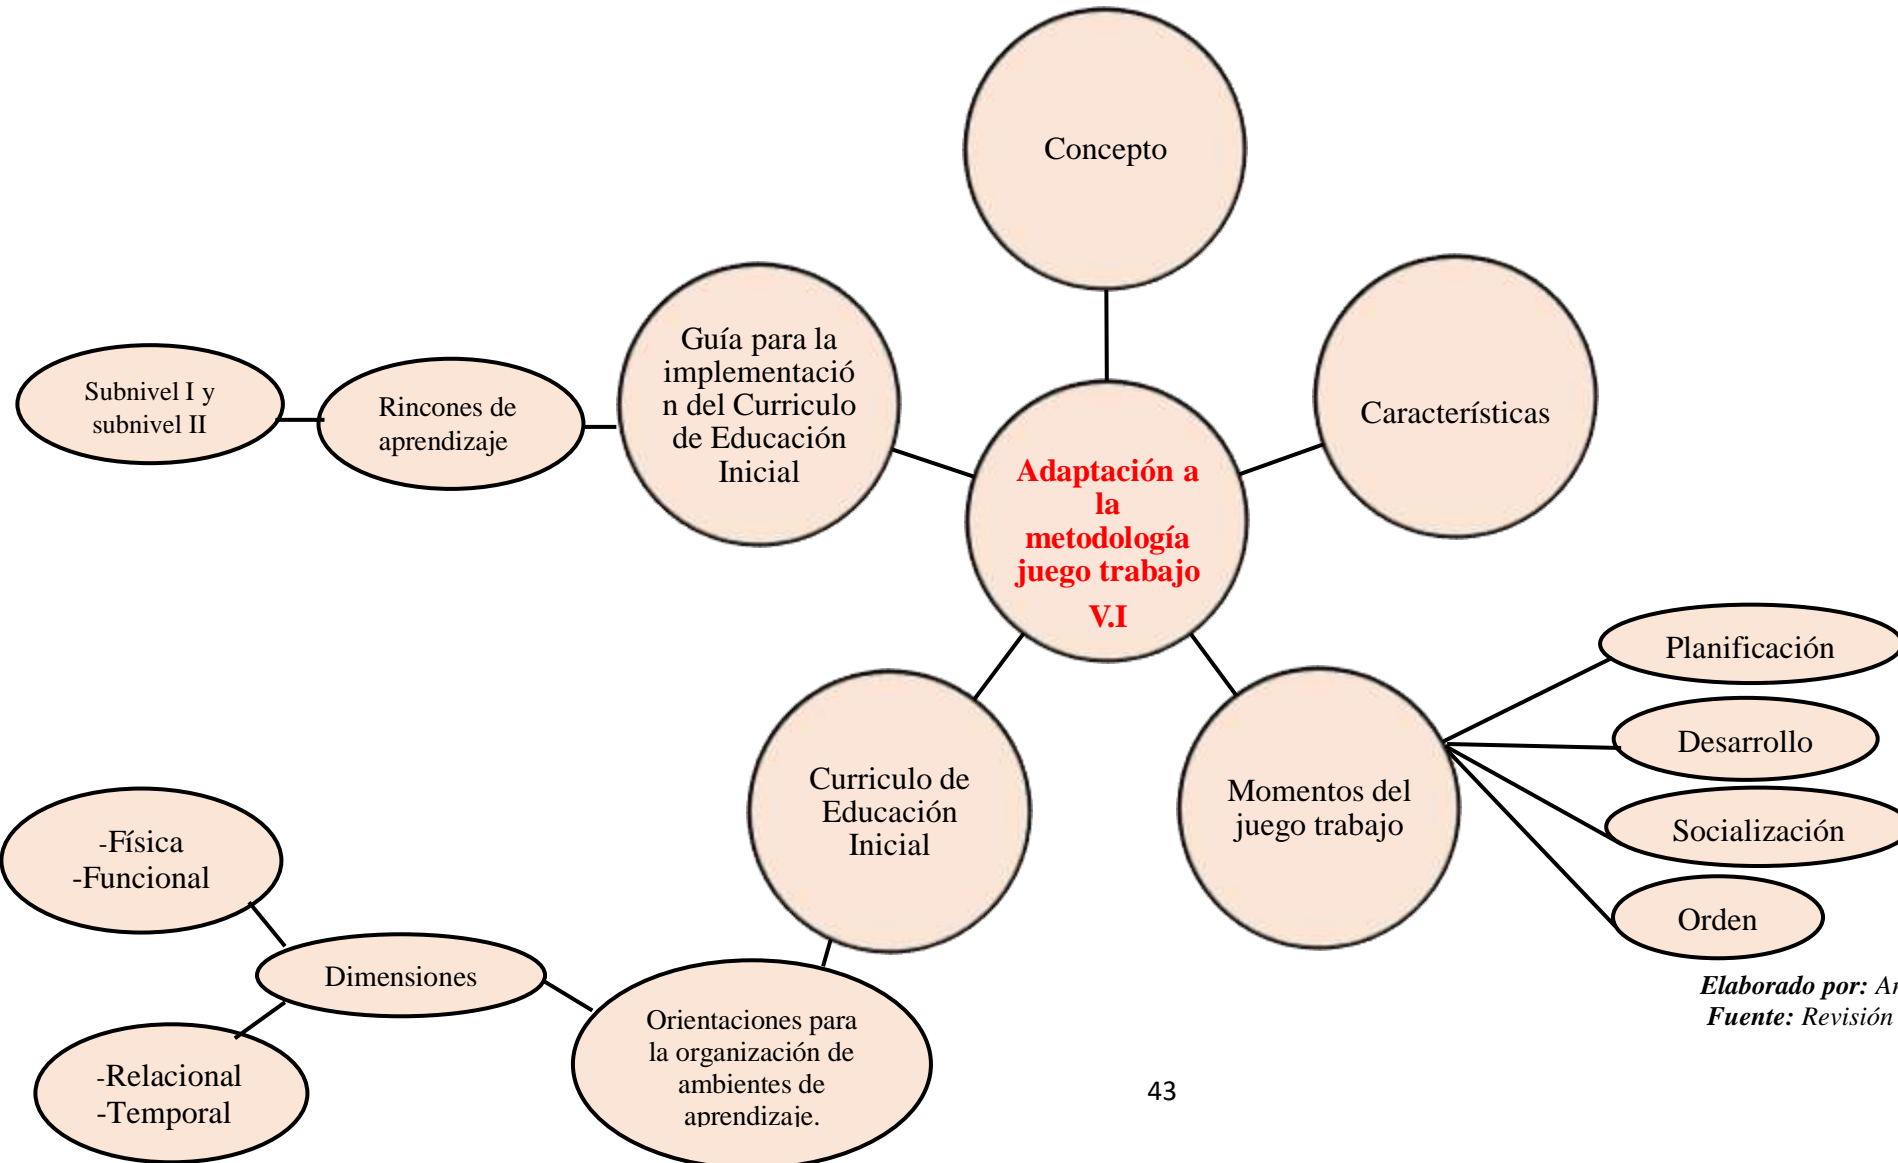 Concepto
Guía para la
implementació
n del Curriculo
de Educación
Inicial
Subnivel I y
subnivel II
Rincones de
aprendizaje
Características
Adaptación a
la
metodología
juego trabajo
V.I
Planificación
Desarrollo
Socialización
Orden
Momentos del
juego trabajo
Curriculo de
Educación
Inicial
-Física
-Funcional
Dimensiones
-Relacional
-Temporal
Orientaciones para
la organización de
ambientes de
aprendizaje.
Elaborado por:
Fuente: Revisión
43